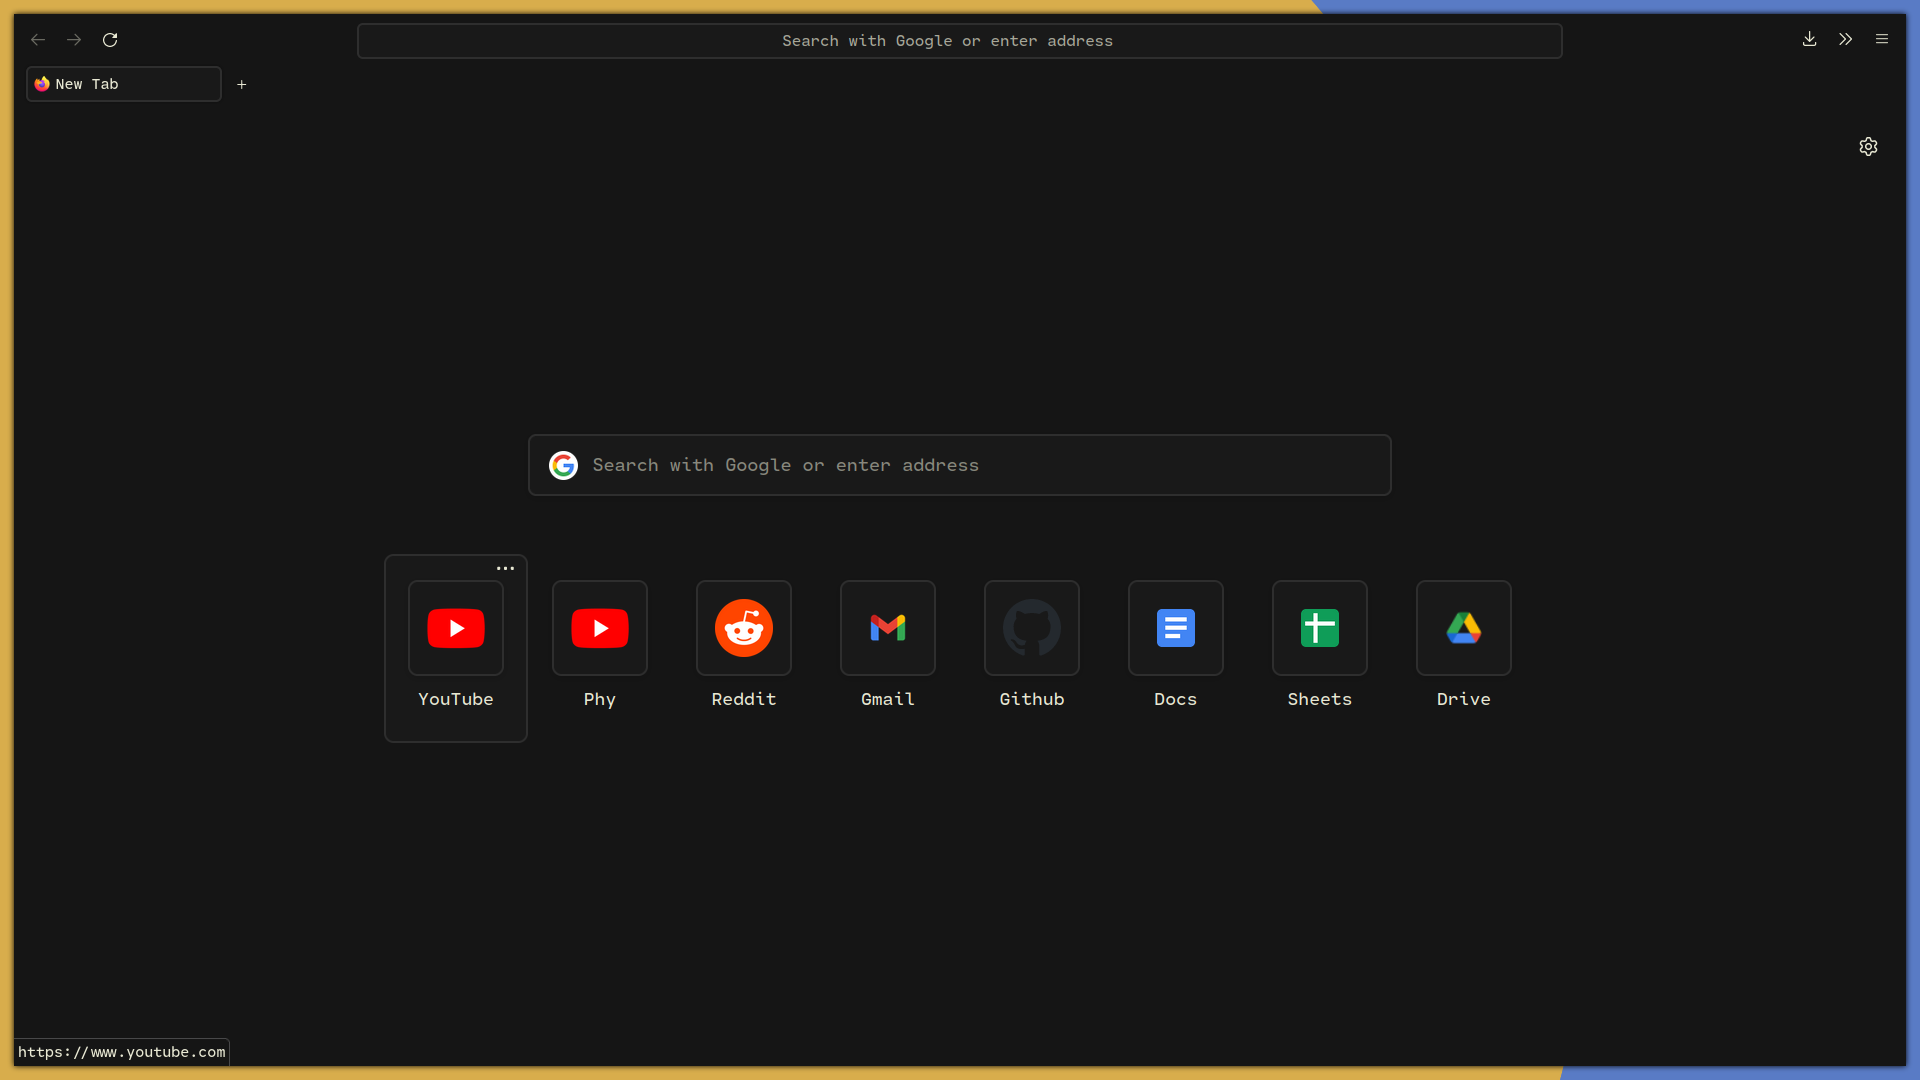 Search with Google or enter address
New Tab
Search with Google or enter address
YouTube
Phy
Reddit
Gmail
Github
Docs
Sheets
Drive
https://www.youtube.com